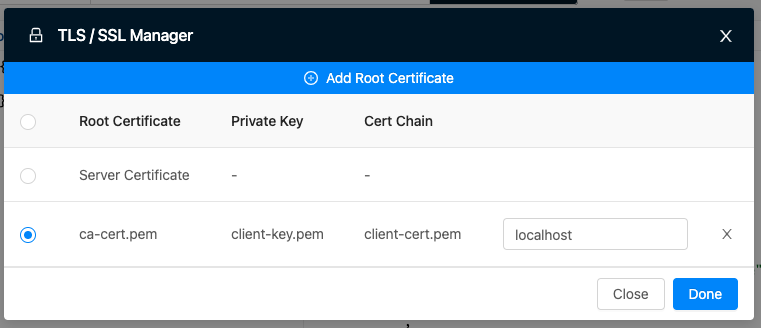 TLS / SSL Manager
Add Root Certificate
Root Certificate Private Key Cert Chain
Server Certificate - -
ca-cert.pem client-key.pem client-cert.pem localhost
Close Done